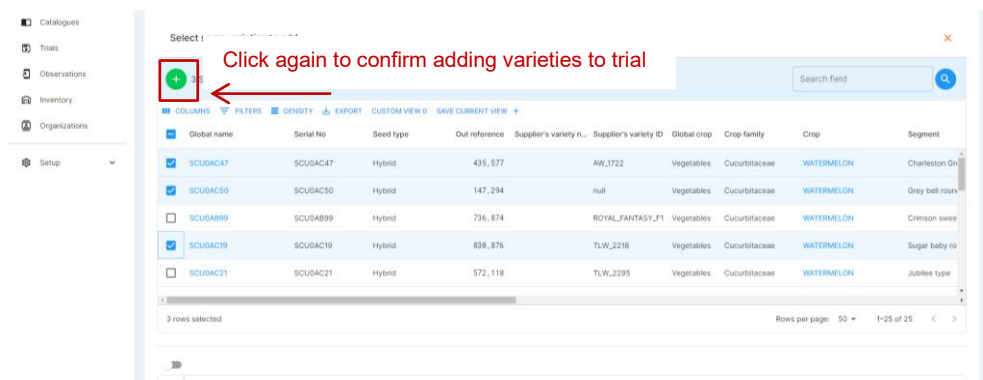 Catalogues
Trials
Observations
Inventory
Organizations
Setup
Select
Click again to confirm adding varieties to trial
Search field
COLUMNS FILTERS DENSITY EXPORT CUSTOM VIEW 0 SAVE CURRENT VIEW +
Global name Serial No Seed type Out reference Supplier's variety n... Supplier's variety ID Global crop Crop family Crop Segment
SCU0AC47 SCU0AC47 Hybrid 435,577 AW_1722 Vegetables Cucurbitaceae WATERMELON Charleston Gr
SCU0AC50 SCU0AC50 Hybrid 147,294 null Vegetables Cucurbitaceae WATERMELON Grey bell roun
SCU0AB99 SCU0AB99 Hybrid 736,874 ROYAL_FANTASY_F1 Vegetables Cucurbitaceae WATERMELON Crimson swee
SCU0AC19 SCU0AC19 Hybrid 838,876 TLW_2218 Vegetables Cucurbitaceae WATERMELON Sugar baby ro
SCU0AC21 SCU0AC21 Hybrid 572,118 TLW_2295 Vegetables Cucurbitaceae WATERMELON Jubilee type
3 rows selected Rows per page: 50 1-25 of 25